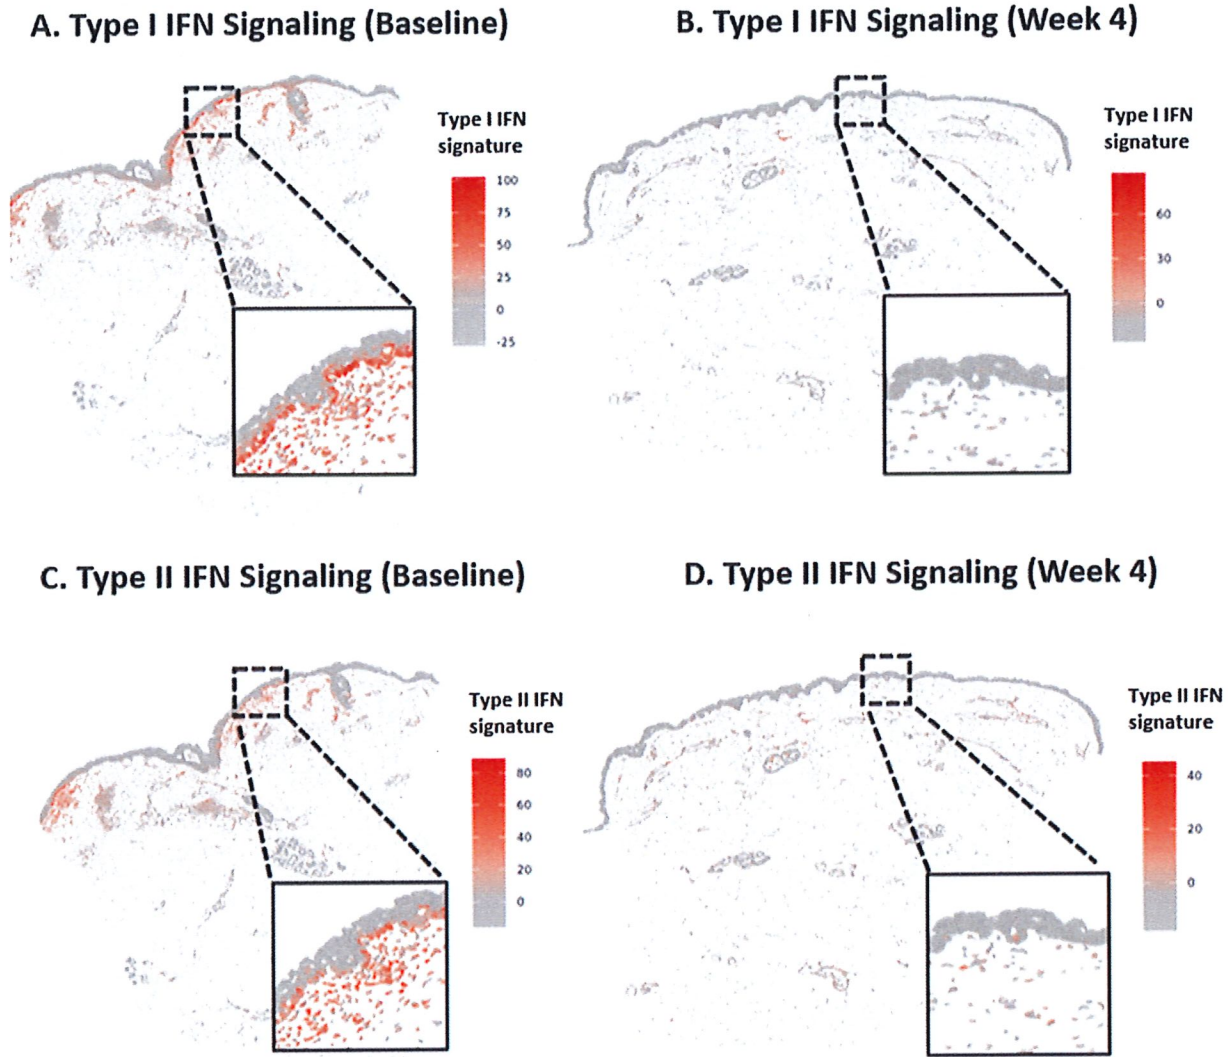 A. Type I IFN Signaling (Baseline)
Type I IFN
signature
100
75
50
25
0
-25
B. Type I IFN Signaling (Week 4)
Type I IFN
signature
60
30
0
C. Type II IFN Signaling (Baseline)
Type II IFN
signature
80
60
40
20
0
D. Type II IFN Signaling (Week 4)
Type II IFN
signature
40
20
0